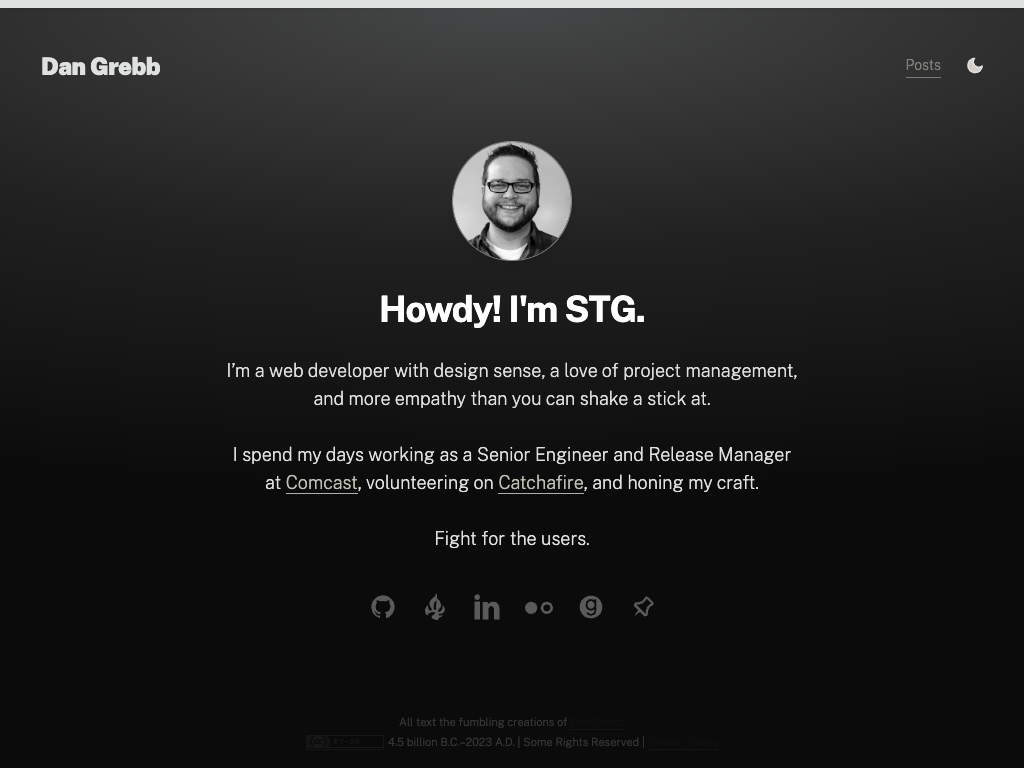 Dan Grebb
Posts
Howdy! I'm STG.
I’m a web developer with design sense, a love of project management,
and more empathy than you can shake a stick at.
I spend my days working as a Senior Engineer and Release Manager
at Comcast, volunteering on Catchafire, and honing my craft.
Fight for the users.
in
g
All text the fumbling creations of
4.5 billion B.C.–2023 A.D. | Some Rights Reserved |